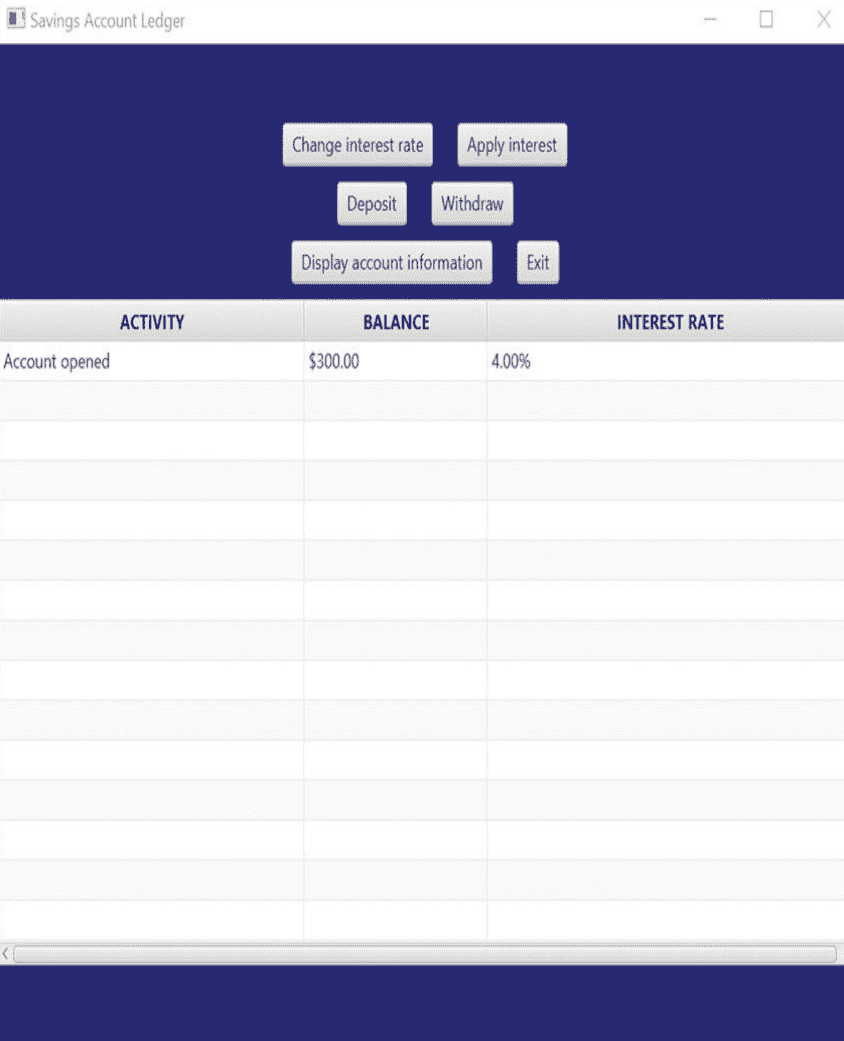 Savings Account Ledger
Change interest rate Apply interest
Deposit Withdraw
Display account information Exit
ACTIVITY BALANCE INTEREST RATE
Account opened $300.00 4.00%